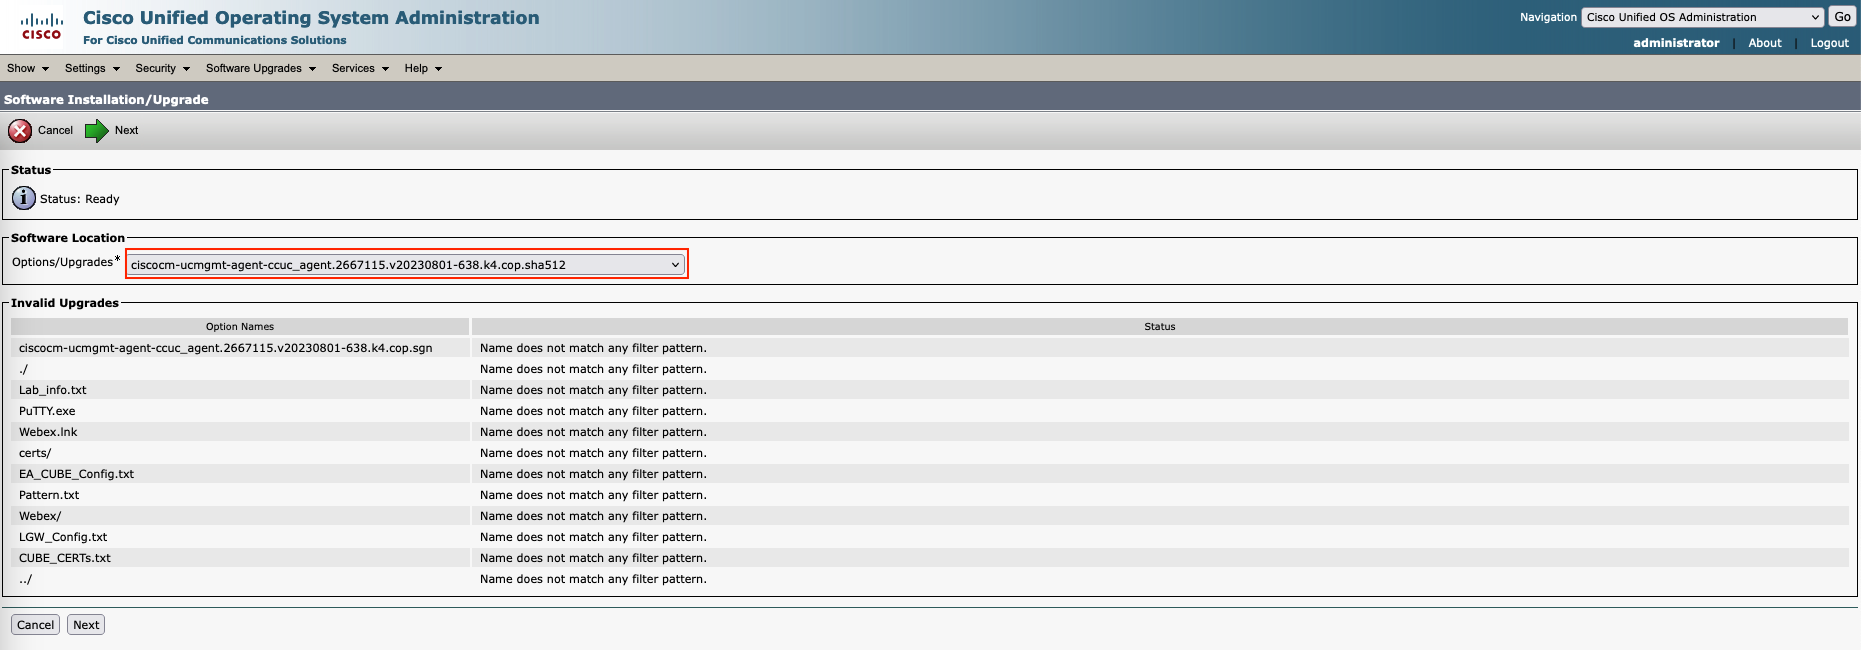 Cisco Unified Operating System Administration
For Cisco Unified Communications Solutions
CISCO
Navigation Cisco Unified OS Administration Go
administrator | About | Logout
Show Settings Security Software Upgrades Services Help
Software Installation/Upgrade
Cancel Next
Status
Status: Ready
Software Location
Options/Upgrades* ciscocm-ucmgmt-agent-ccuc_agent.2667115.v20230801-638.k4.cop.sha512
Invalid Upgrades
Option Names Status
ciscocm-ucmgmt-agent-ccuc_agent.2667115.v20230801-638.k4.cop.sgn Name does not match any filter pattern.
./ Name does not match any filter pattern.
Lab_info.txt Name does not match any filter pattern.
PuTTY.exe Name does not match any filter pattern.
Webex.lnk Name does not match any filter pattern.
certs/ Name does not match any filter pattern.
EA_CUBE_Config.txt Name does not match any filter pattern.
Pattern.txt Name does not match any filter pattern.
Webex/ Name does not match any filter pattern.
LGW_Config.txt Name does not match any filter pattern.
CUBE_CERTs.txt Name does not match any filter pattern.
../ Name does not match any filter pattern.
Cancel Next